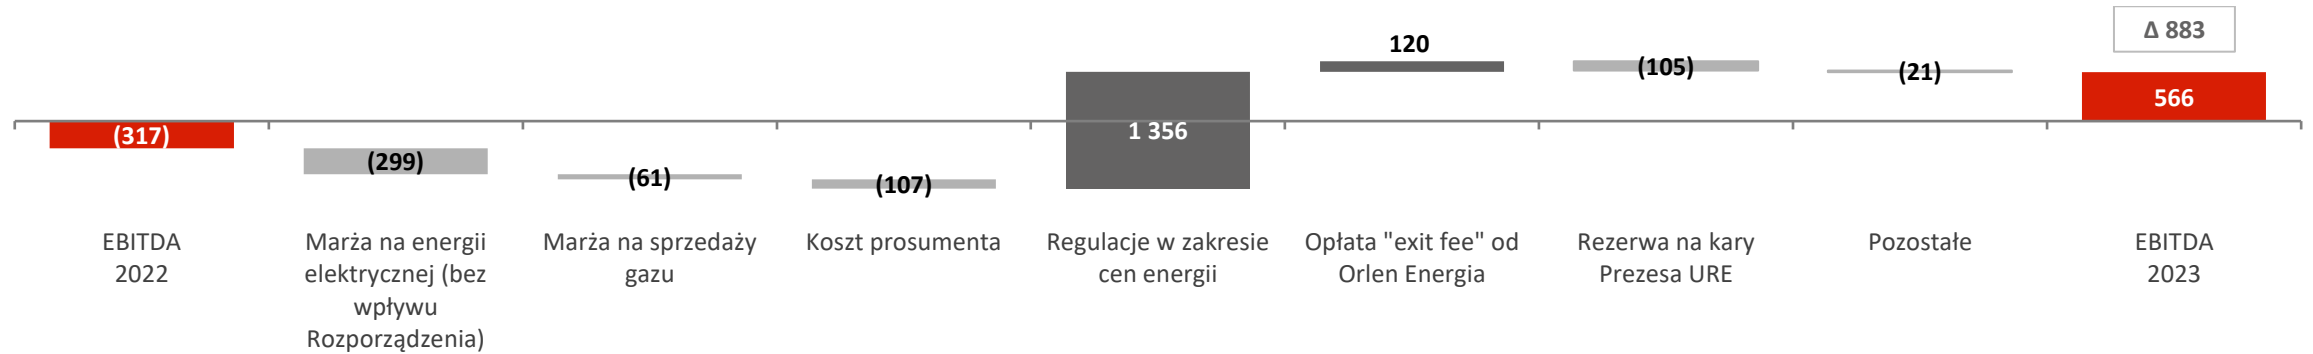 Δ 883
(317)
(299)
(61)
(107)
1 356
120
(105)
(21)
566
EBITDA
2022
Marża na energii
elektrycznej (bez
wpływu
Rozporządzenia)
Marża na sprzedaży
gazu
Koszt prosumenta
Regulacje w zakresie
cen energii
Opłata "exit fee" od
Orlen Energia
Rezerwa na kary
Prezesa URE
Pozostałe
EBITDA
2023